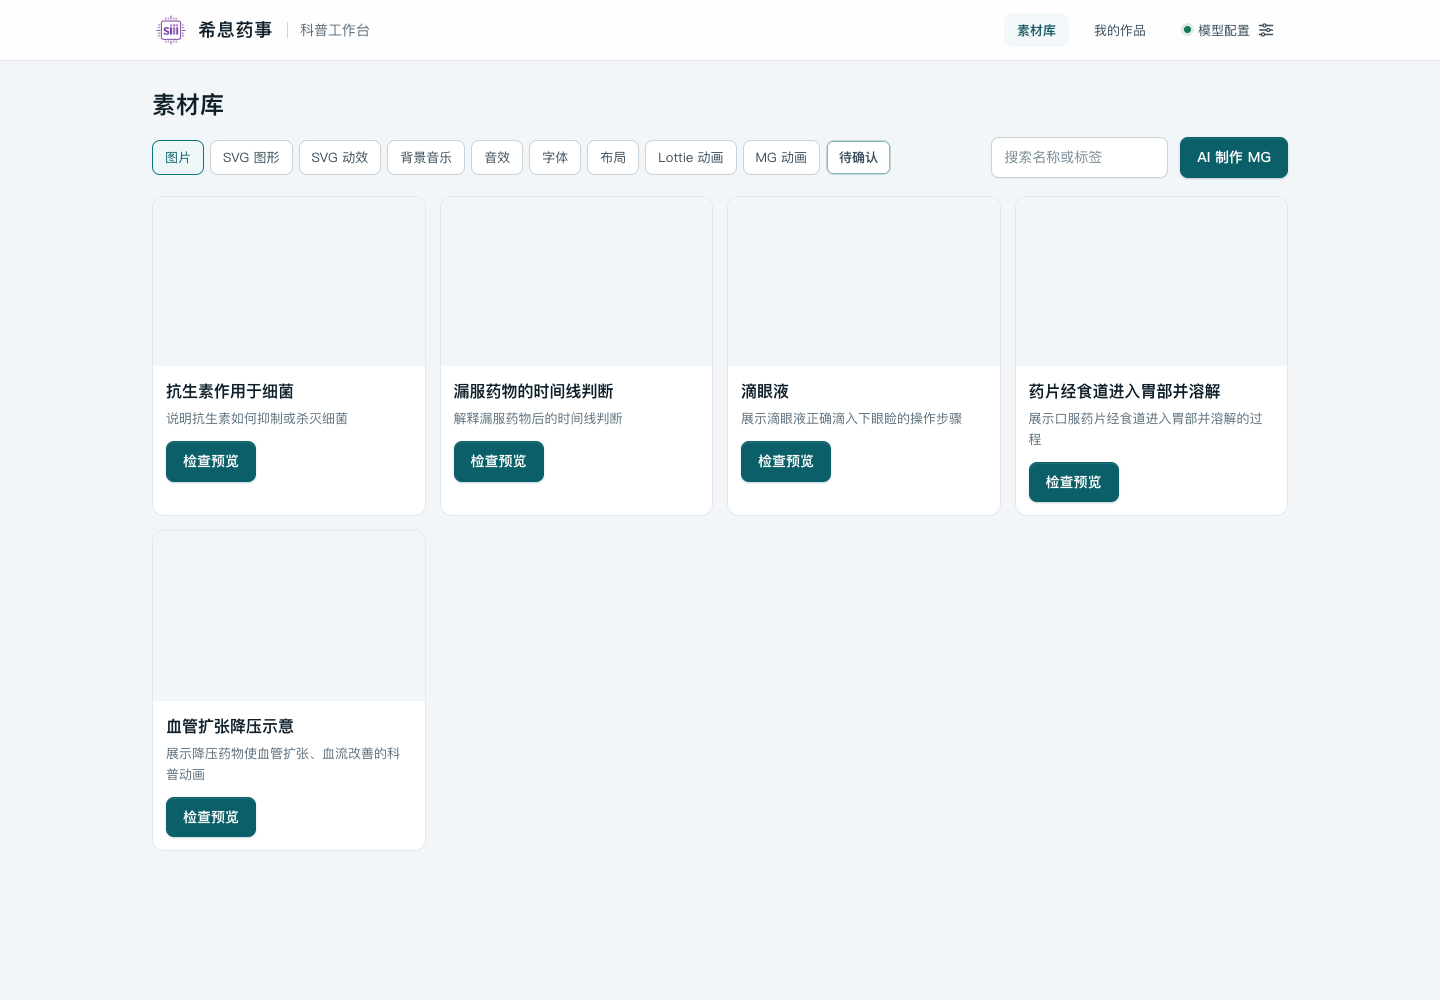 siii 希息药事 科普工作台 素材库 我的作品 模型配置
素材库
图片 SVG 图形 SVG 动效 背景音乐 音效 字体 布局 Lottie 动画 MG 动画 待确认 搜索名称或标签 AI 制作 MG
抗生素作用于细菌
说明抗生素如何抑制或杀灭细菌
检查预览
漏服药物的时间线判断
解释漏服药物后的时间线判断
检查预览
滴眼液
展示滴眼液正确滴入下眼睑的操作步骤
检查预览
药片经食道进入胃部并溶解
展示口服药片经食道进入胃部并溶解的过
程
检查预览
血管扩张降压示意
展示降压药物使血管扩张、血流改善的科
普动画
检查预览